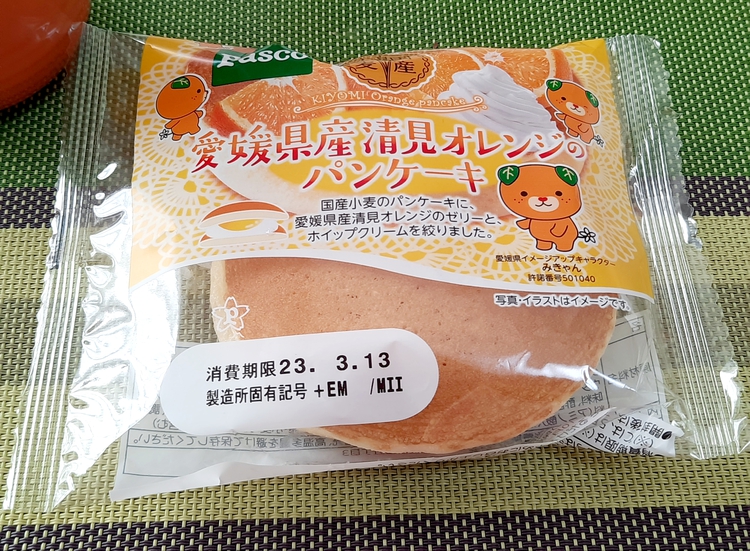 Pasco
KIYOMI Orange pancake
愛媛県産清見オレンジの
パンケーキ
国産小麦のパンケーキに、
愛媛県産清見オレンジのゼリーと、
ホイップクリームを絞りました。
愛媛県イメージアップキャラクター
みきゃん
許諾番号501040
写真・イラストはイメージです。
消費期限23. 3.13
製造所固有記号 +EM /MII